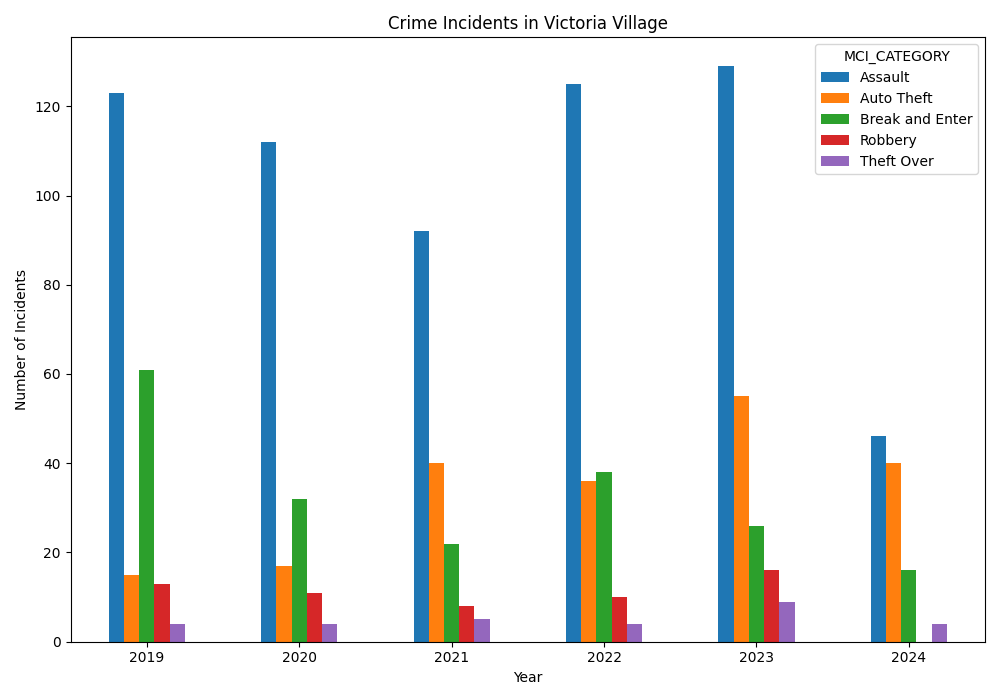 Crime Incidents in Victoria Village
MCI_CATEGORY
Assault
Auto Theft
Break and Enter
Robbery
Theft Over
Number of Incidents
120
100
80
60
40
20
0
2019 2020 2021 2022 2023 2024
Year